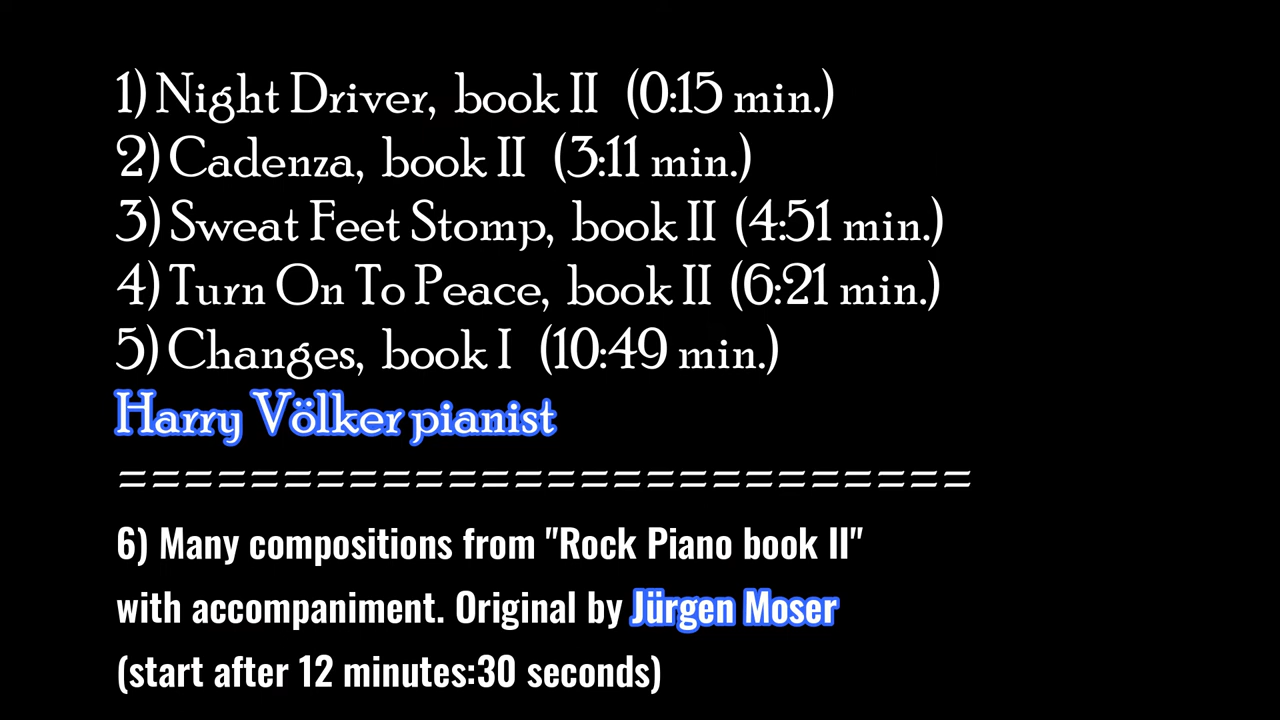 1) Night Driver, book II (0:15 min.)
2) Cadenza, book II (3:11 min.)
3) Sweat Feet Stomp, book II (4:51 min.)
4) Turn On To Peace, book II (6:21 min.)
5) Changes, book I (10:49 min.)
Harry Völker pianist
==========================
6) Many compositions from "Rock Piano book II"
with accompaniment. Original by Jürgen Moser
(start after 12 minutes:30 seconds)